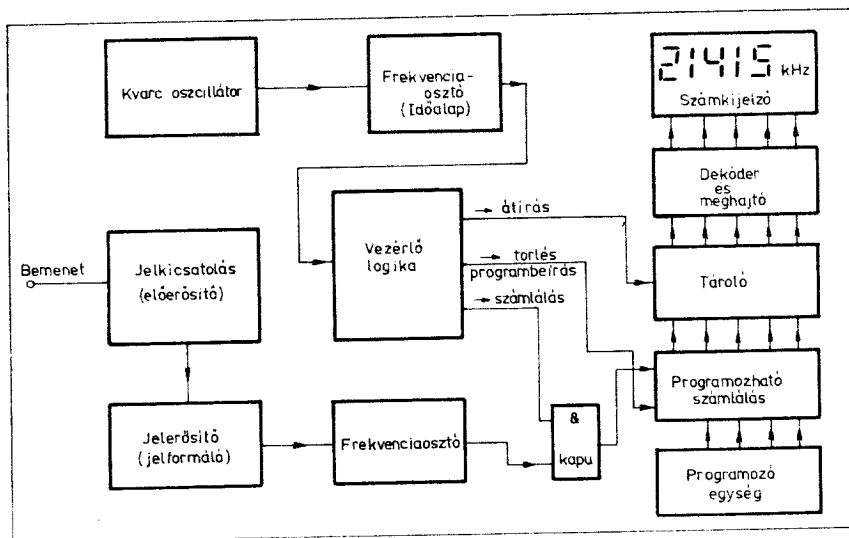 Kvarc oszcillátor
Frekvencia-
osztó
(Időalap)
21415 kHz
Számkijelző
Dekóder
és
meghajtó
Bemenet
Jelkicsatolás
(előerősítő)
Vezérlő
logika
→ átírás
→ törlés
programbeírás
→ számlálás
Tároló
Programozható
számlálás
Jelerősítő
(jelformáló)
Frekvenciaosztó
&
kapu
Programozó
egység